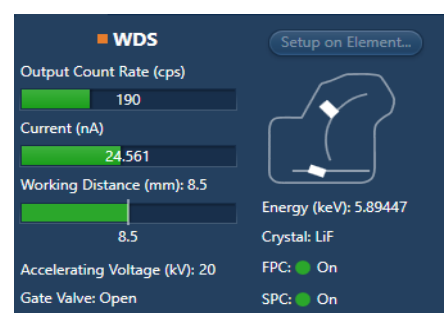 WDS
Setup on Element...
Output Count Rate (cps)
190
Current (nA)
24.561
Working Distance (mm): 8.5
8.5
Accelerating Voltage (kV): 20
Gate Valve: Open
Energy (keV): 5.89447
Crystal: LiF
FPC: On
SPC: On